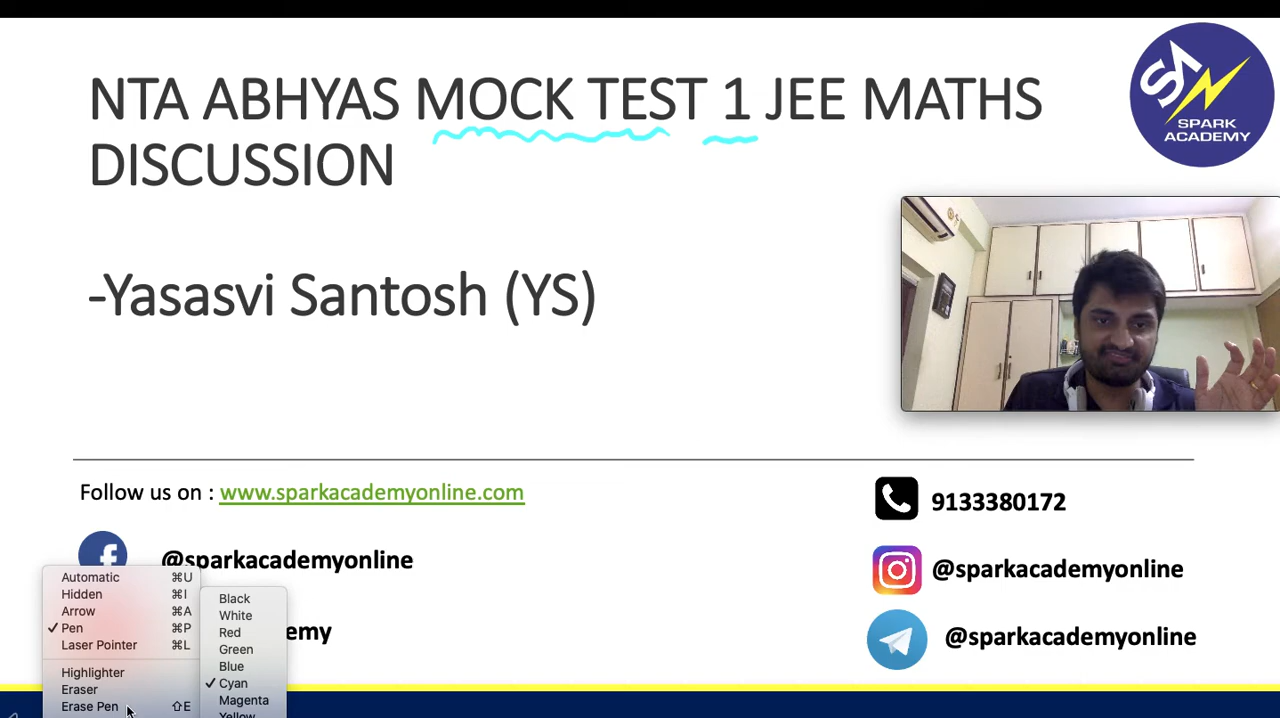 NTA ABHYAS MOCK TEST 1 JEE MATHS
DISCUSSION
SPARK
ACADEMY
-Yasasvi Santosh (YS)
Follow us on : www.sparkacademyonline.com
9133380172
@sparkacademyonline
@sparkacademyonline
@sparkacademyonline
Automatic ⌘U
Hidden ⌘I
Arrow ⌘A
✓ Pen ⌘P
Laser Pointer ⌘L
Highlighter
Eraser
Erase Pen ⇧E
Black
White
Red
Green
Blue
✓ Cyan
Magenta
Yellow